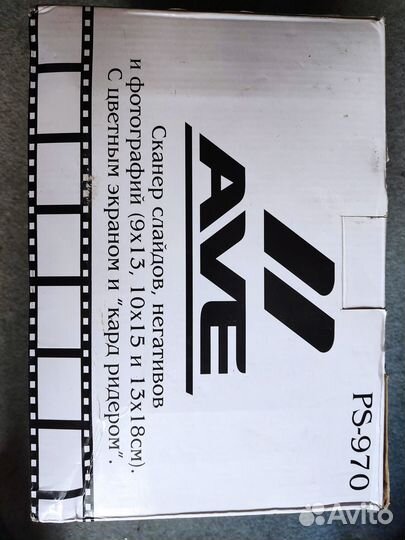 PS-970
AVE
Сканер слайдов, негативов
и фотографий (9х13, 10х15 и 13х18см).
С цветным экраном и "кард ридером".
Avito